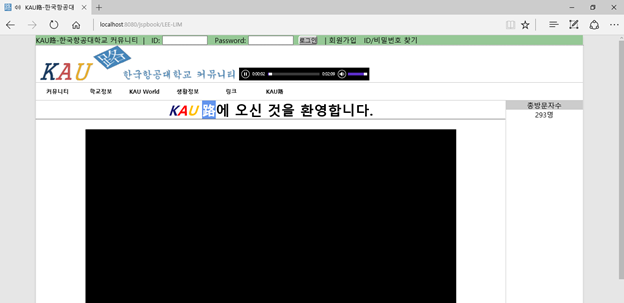 KAU路-한국항공대
localhost:8080/jspbook/LEE-LIM
KAU路-한국항공대학교 커뮤니티 | ID: Password: 로그인 | 회원가입 ID/비밀번호 찾기
KAU 路 한국항공대학교 커뮤니티 00:02 02:09
커뮤니티 학교정보 KAU World 생활정보 링크 KAU路
KAU 路에 오신 것을 환영합니다.
총방문자수
293명